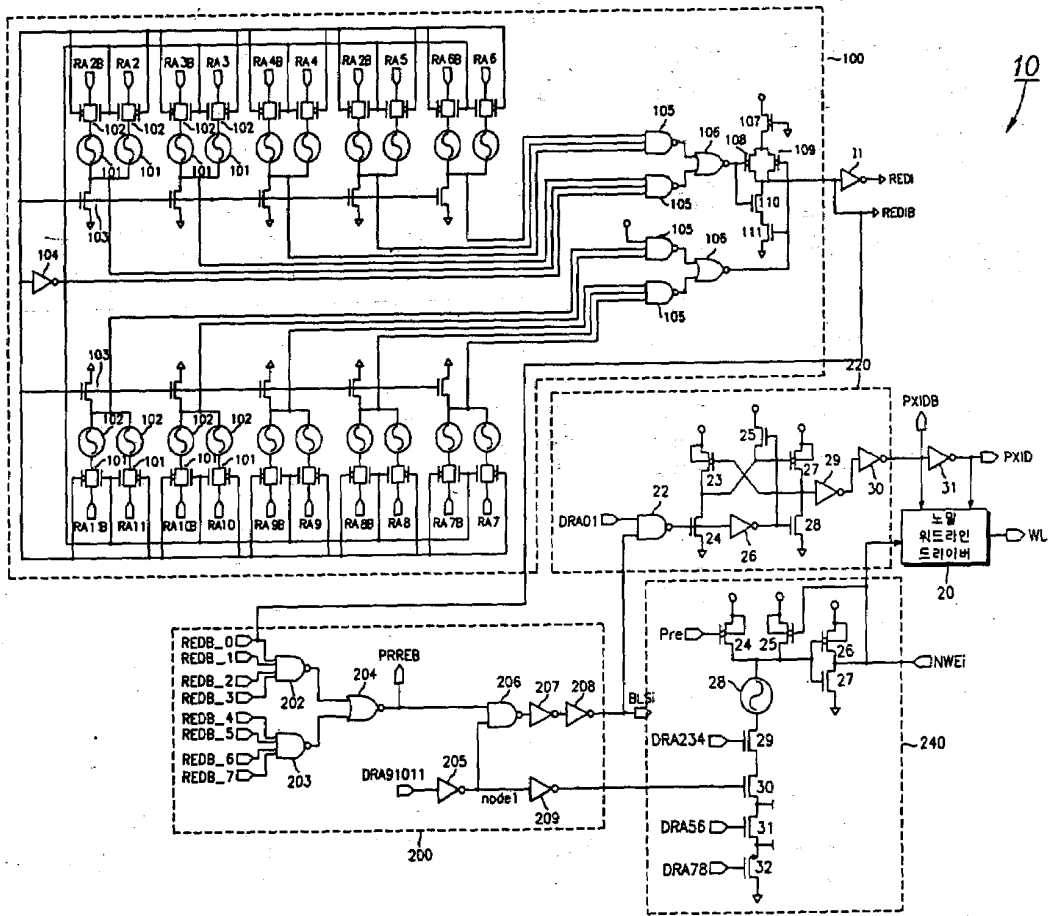 10
100
RA2B RA2 RA3B RA3 RA4B RA4 RA2B RA5 RA6B RA6
102 102 102 102
101 101 101 101
103
104
105
105
106
105
105
106
107
108
109
110
111
11
REDI
REDIB
103
102 102 102 102
101 101 101 101
RA11B RA11 RA10B RA10 RA9B RA9 RA8B RA8 RA7B RA7
220
DRA01
22
23
24
25
26
27
28
29
30
31
PXIDB
PXID
노말
워드라인
드라이버
20
WL
REDB_0
REDB_1
REDB_2
REDB_3
REDB_4
REDB_5
REDB_6
REDB_7
202
203
204
PRREB
206
207
208
BLSi
DRA91011
205
node1
209
200
Pre
24
25
26
27
NWEi
28
DRA234
29
30
DRA56
31
DRA78
32
240